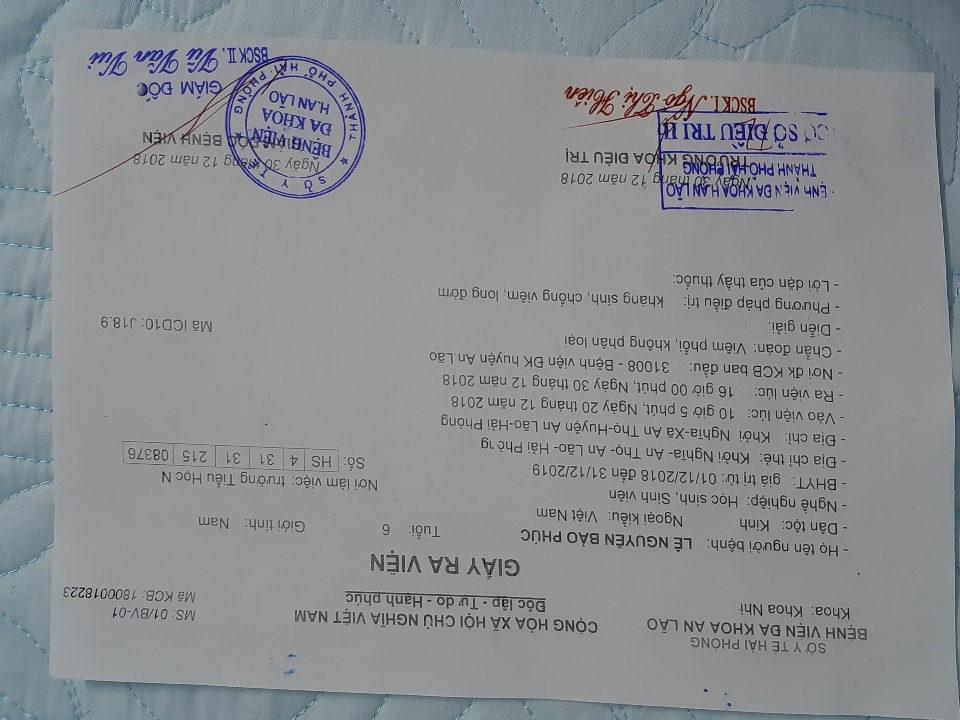 SỞ Y TẾ HẢI PHÒNG
BỆNH VIỆN ĐA KHOA AN LÃO
Khoa: Khoa Nhi
CỘNG HÒA XÃ HỘI CHỦ NGHĨA VIỆT NAM
Độc lập - Tự do - Hạnh phúc
MS: 01/BV-01
Mã KCB: 1800018223
GIẤY RA VIỆN
- Họ tên người bệnh: LÊ NGUYÊN BẢO PHÚC Tuổi: 6 Giới tính: Nam
- Dân tộc: Kinh Ngoại kiều: Việt Nam
- Nghề nghiệp: Học sinh, Sinh viên Nơi làm việc: trường Tiểu Học N
- BHYT: giá trị từ: 01/12/2018 đến 31/12/2019 Số: HS 4 31 31 215 08376
- Địa chỉ thẻ: Khởi Nghĩa- An Thọ- An Lão- Hải Phòng
- Địa chỉ: Khởi Nghĩa-Xã An Thọ-Huyện An Lão-Hải Phòng
- Vào viện lúc: 10 giờ 5 phút, Ngày 20 tháng 12 năm 2018
- Ra viện lúc: 16 giờ 00 phút, Ngày 30 tháng 12 năm 2018
- Nơi đk KCB ban đầu: 31008 - Bệnh viện ĐK huyện An Lão
- Chẩn đoán: Viêm phổi, không phân loại
- Diễn giải: Mã ICD10: J18.9
- Phương pháp điều trị: kháng sinh, chống viêm, long đờm
- Lời dặn của thầy thuốc:
Ngày 30 tháng 12 năm 2018
TRƯỞNG KHOA ĐIỀU TRỊ
BỆNH VIỆN ĐA KHOA H.AN LÃO
THÀNH PHỐ HẢI PHÒNG
CƠ SỞ ĐIỀU TRỊ II
BSCKI. Ngô Thị Hiền
Ngày 30 tháng 12 năm 2018
GIÁM ĐỐC BỆNH VIỆN
SỞ Y TẾ
THÀNH PHỐ HẢI PHÒNG
BỆNH VIỆN
ĐA KHOA
H.AN LÃO
GIÁM ĐỐC
BSCK II. Vũ Văn Vui